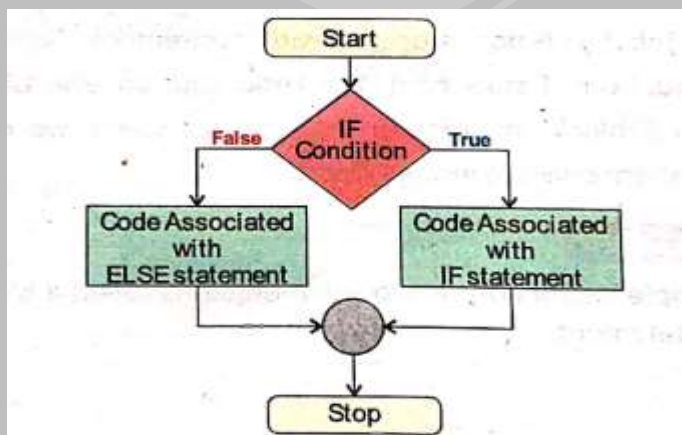 Start
IF
Condition
False
True
Code Associated
with
ELSE statement
Code Associated
with
IF statement
Stop